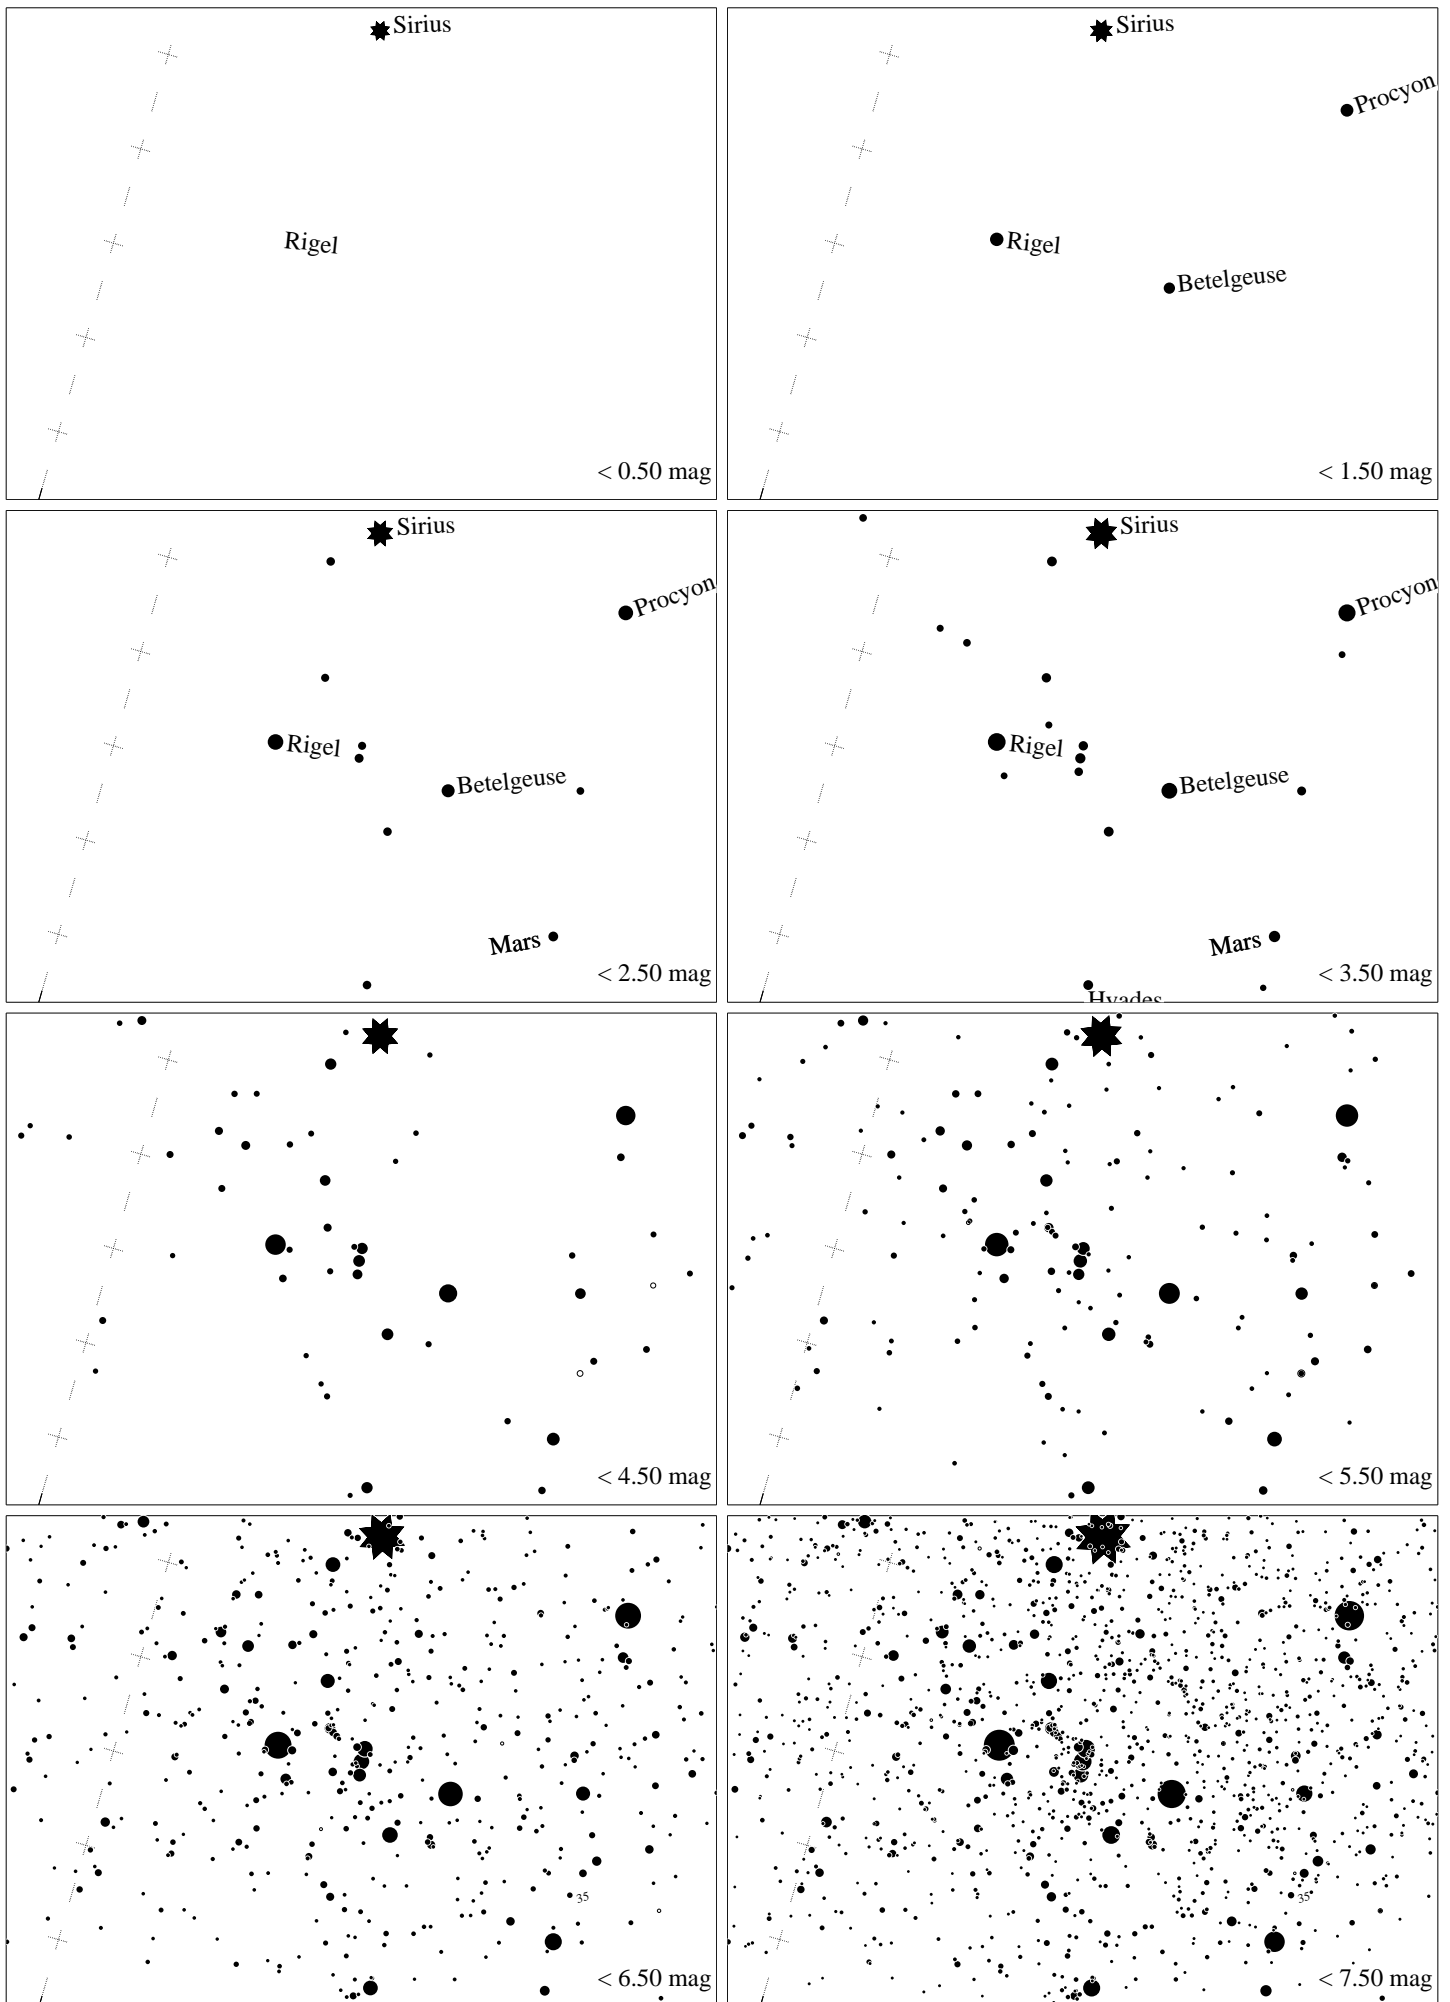 Sirius
Rigel
< 0.50 mag
Sirius
Procyon
Rigel
Betelgeuse
< 1.50 mag
Sirius
Procyon
Rigel
Betelgeuse
Mars
< 2.50 mag
Sirius
Procyon
Rigel
Betelgeuse
Mars
< 3.50 mag
Hyades
< 4.50 mag
< 5.50 mag
35
< 6.50 mag
35
< 7.50 mag